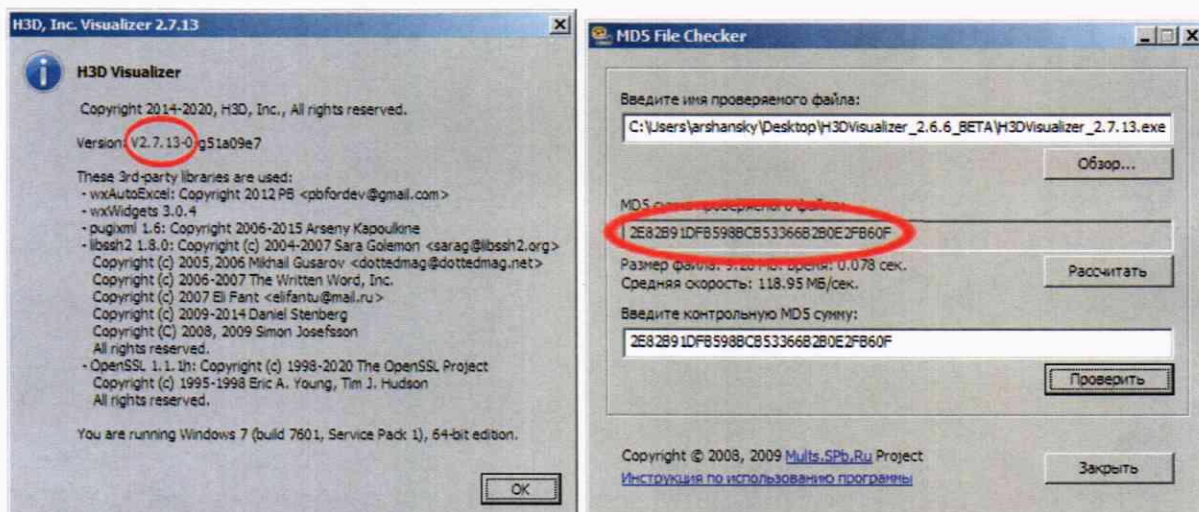 H3D, Inc. Visualizer 2.7.13
H3D Visualizer
Copyright 2014-2020, H3D, Inc., All rights reserved.
Version: V2.7.13-0-g51a09e7
These 3rd-party libraries are used:
- wxAutoExcel: Copyright 2012 PB <pbfordev@gmail.com>
- wxWidgets 3.0.4
- pugixml 1.6: Copyright 2006-2015 Arseny Kapoulkine
- libssh2 1.8.0: Copyright (c) 2004-2007 Sara Golemon <sarag@libssh2.org>
Copyright (c) 2005,2006 Mikhail Gusarov <dottedmag@dottedmag.net>
Copyright (c) 2006-2007 The Written Word, Inc.
Copyright (c) 2007 Eli Fant <elifantu@mail.ru>
Copyright (c) 2009-2014 Daniel Stenberg
Copyright (C) 2008, 2009 Simon Josefsson
All rights reserved.
- OpenSSL 1.1.1h: Copyright (c) 1998-2020 The OpenSSL Project
Copyright (c) 1995-1998 Eric A. Young, Tim J. Hudson
All rights reserved.
You are running Windows 7 (build 7601, Service Pack 1), 64-bit edition.
OK
MD5 File Checker
Введите имя проверяемого файла:
C:\Users\arshansky\Desktop\H3DVisualizer_2.6.6_BETA\H3DVisualizer_2.7.13.exe
Обзор...
MD5 сумма проверяемого файла:
2E82B91DFB598BCB53366B2B0E2FB60F
Размер файла: МБ. Время: 0.078 сек.
Средняя скорость: 118.95 МБ/сек.
Рассчитать
Введите контрольную MD5 сумму:
2E82B91DFB598BCB53366B2B0E2FB60F
Проверить
Copyright © 2008, 2009 Mults.SPb.Ru Project
Инструкция по использованию программы
Закрыть